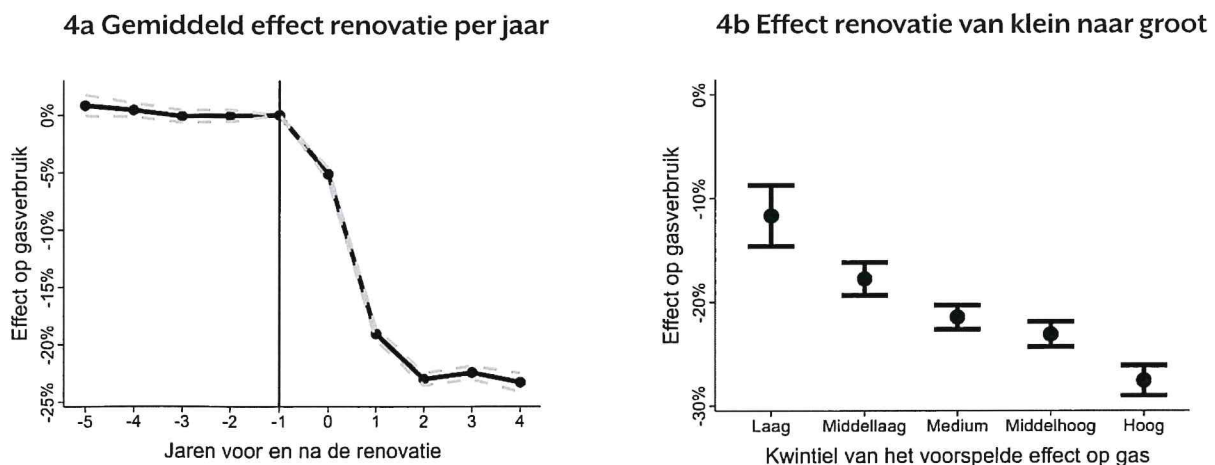 4a Gemiddeld effect renovatie per jaar
Effect op gasverbruik
0%
-5%
-10%
-15%
-20%
-25%
-5 -4 -3 -2 -1 0 1 2 3 4
Jaren voor en na de renovatie
4b Effect renovatie van klein naar groot
Effect op gasverbruik
0%
-10%
-20%
-30%
Laag Middellaag Medium Middelhoog Hoog
Kwintiel van het voorspelde effect op gas